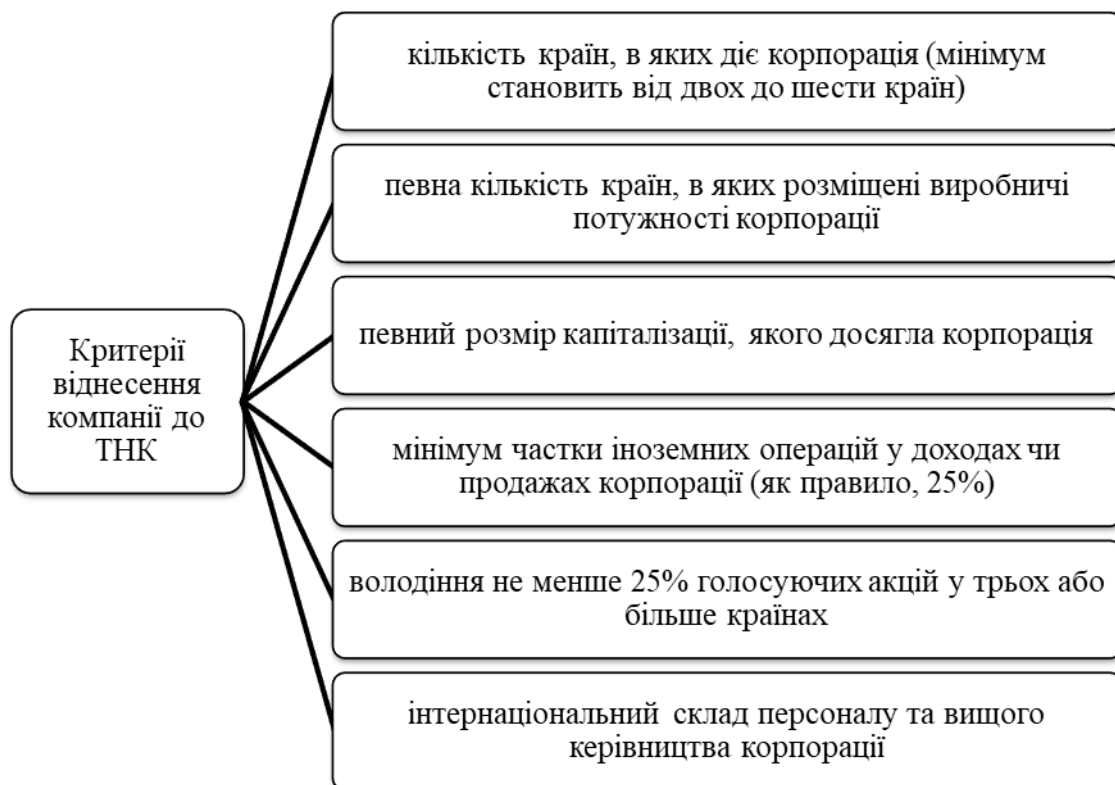 кількість країн, в яких діє корпорація (мінімум
становить від двох до шести країн)
певна кількість країн, в яких розміщені виробничі
потужності корпорації
певний розмір капіталізації, якого досягла корпорація
Критерії
віднесення
компанії до
ТНК
мінімум частки іноземних операцій у доходах чи
продажах корпорації (як правило, 25%)
володіння не менше 25% голосуючих акцій у трьох або
більше країнах
інтернаціональний склад персоналу та вищого
керівництва корпорації